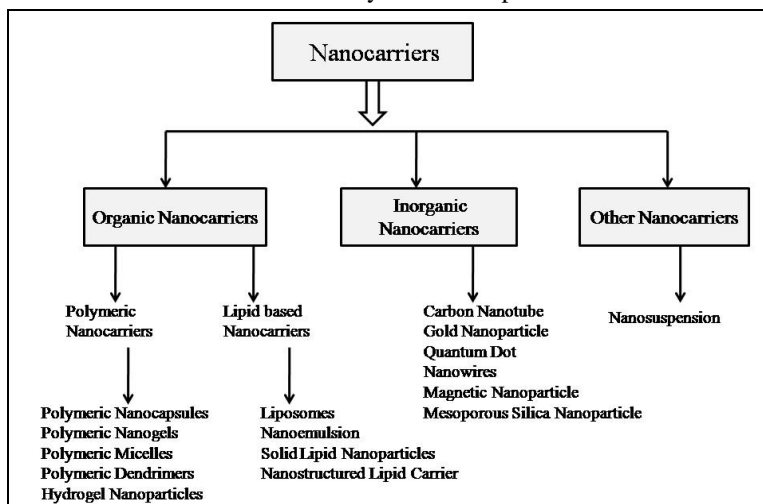 Nanocarriers
Organic Nanocarriers
Inorganic
Nanocarriers
Other Nanocarriers
Polymeric
Nanocarriers
Lipid based
Nanocarriers
Polymeric Nanocapsules
Polymeric Nanogels
Polymeric Micelles
Polymeric Dendrimers
Hydrogel Nanoparticles
Liposomes
Nanoemulsion
Solid Lipid Nanoparticles
Nanostructured Lipid Carrier
Carbon Nanotube
Gold Nanoparticle
Quantum Dot
Nanowires
Magnetic Nanoparticle
Mesoporous Silica Nanoparticle
Nanosuspension